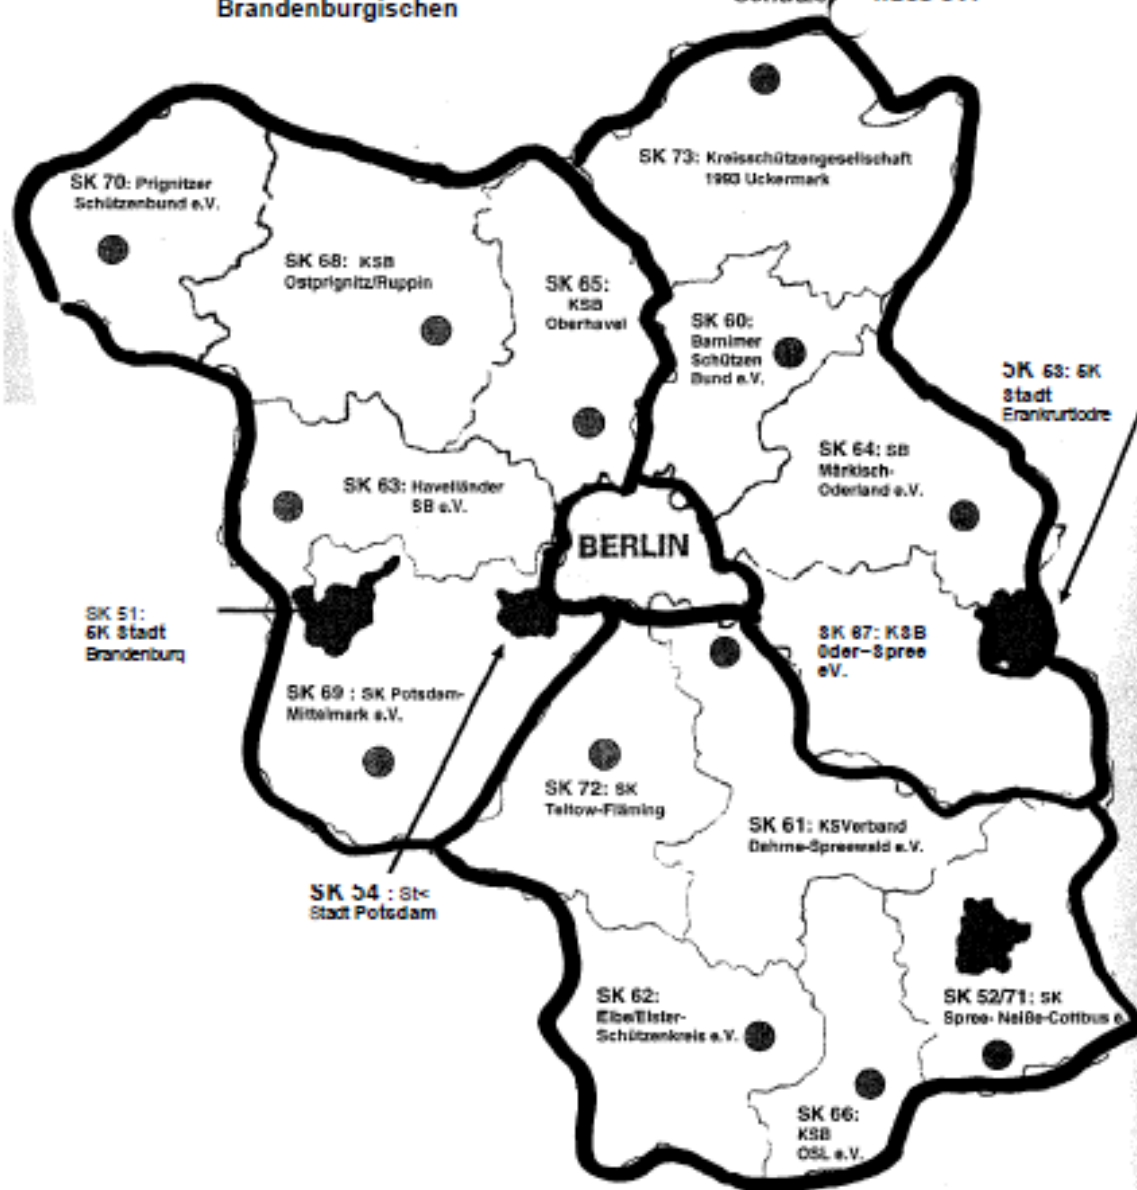 Brandenburgischen
SK 73: Kreisschützengesellschaft
1993 Uckermark
SK 70: Prignitzer
Schützenbund e.V.
SK 68: KSB
Ostprignitz/Ruppin
SK 65:
KSB
Oberhavel
SK 60:
Barnimer
Schützen
Bund e.V.
SK 53: SK
Stadt
SK 64: SB
Märkisch-
Oderland e.V.
SK 63: Havelländer
SB e.V.
BERLIN
SK 51:
SK Stadt
Brandenburg
SK 67: KSB
Oder-Spree
eV.
SK 69 : SK Potsdam-
Mittelmark e.V.
SK 72: SK
Teltow-Fläming
SK 61: KSVerband
Dahme-Spreewald e.V.
SK 54 : St<
Stadt Potsdam
SK 62:
Elbe/Elster-
Schützenkreis e.V.
SK 52/71: SK
Spree- Neiße-Cottbus e.
SK 66:
KSB
OSL e.V.